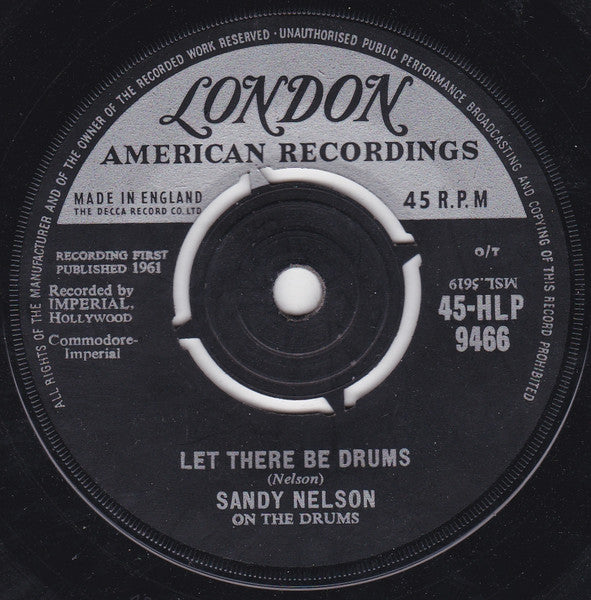 ALL RIGHTS OF THE MANUFACTURER AND OF THE OWNER OF THE RECORDED WORK RESERVED · UNAUTHORISED PUBLIC PERFORMANCE BROADCASTING AND COPYING OF THIS RECORD PROHIBITED
LONDON
AMERICAN RECORDINGS
MADE IN ENGLAND
THE DECCA RECORD CO. LTD
45 R.P.M
RECORDING FIRST
PUBLISHED 1961
Recorded by
IMPERIAL,
HOLLYWOOD
Commodore-
Imperial
O/T
MSL.5619
45-HLP
9466
LET THERE BE DRUMS
(Nelson)
SANDY NELSON
ON THE DRUMS